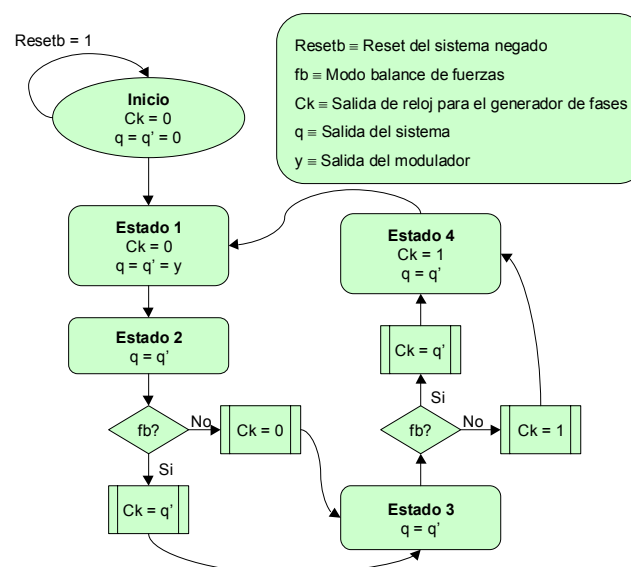 Resetb = 1
Inicio
Ck = 0
q = q' = 0
Resetb ≡ Reset del sistema negado
fb ≡ Modo balance de fuerzas
Ck ≡ Salida de reloj para el generador de fases
q ≡ Salida del sistema
y ≡ Salida del modulador
Estado 1
Ck = 0
q = q' = y
Estado 4
Ck = 1
q = q'
Estado 2
q = q'
Ck = q'
Si
fb?
No
Ck = 0
fb?
No
Ck = 1
Si
Ck = q'
Estado 3
q = q'